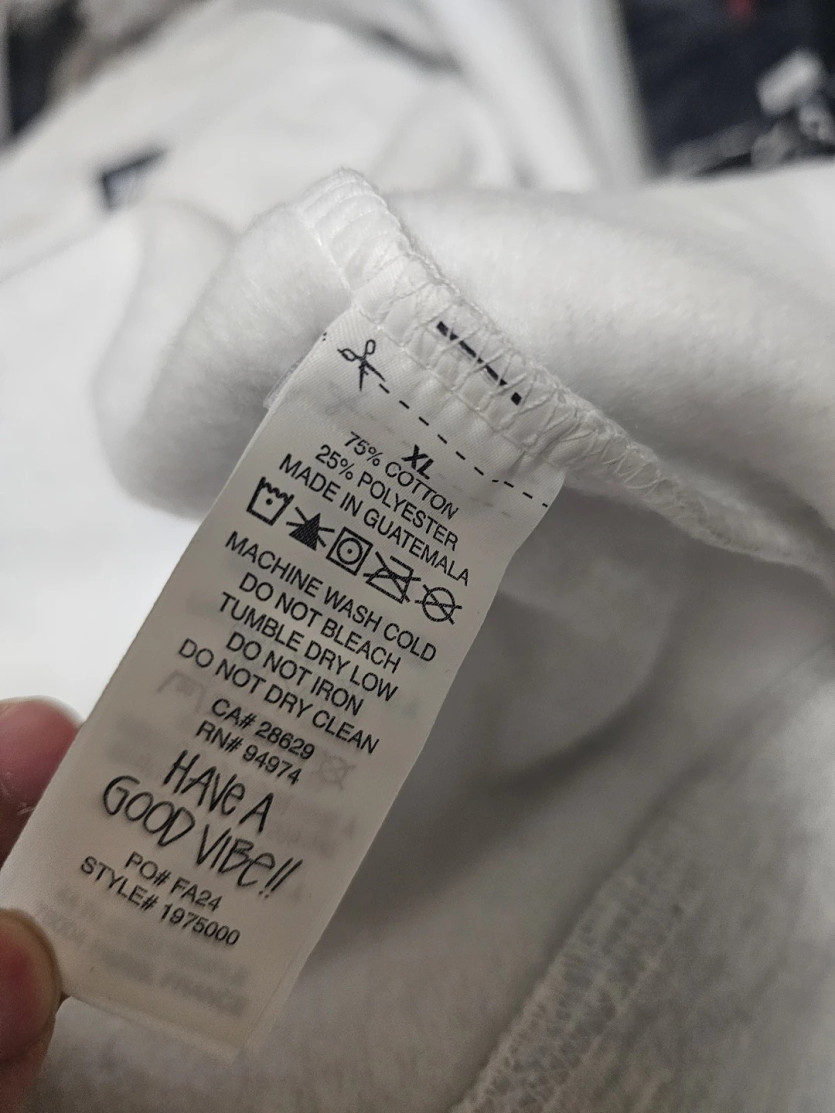 XL
75% COTTON
25% POLYESTER
MADE IN GUATEMALA
MACHINE WASH COLD
DO NOT BLEACH
TUMBLE DRY LOW
DO NOT IRON
DO NOT DRY CLEAN
CA# 28629
RN# 94974
HAVE A
GOOD VIBE!!
PO# FA24
STYLE# 1975000